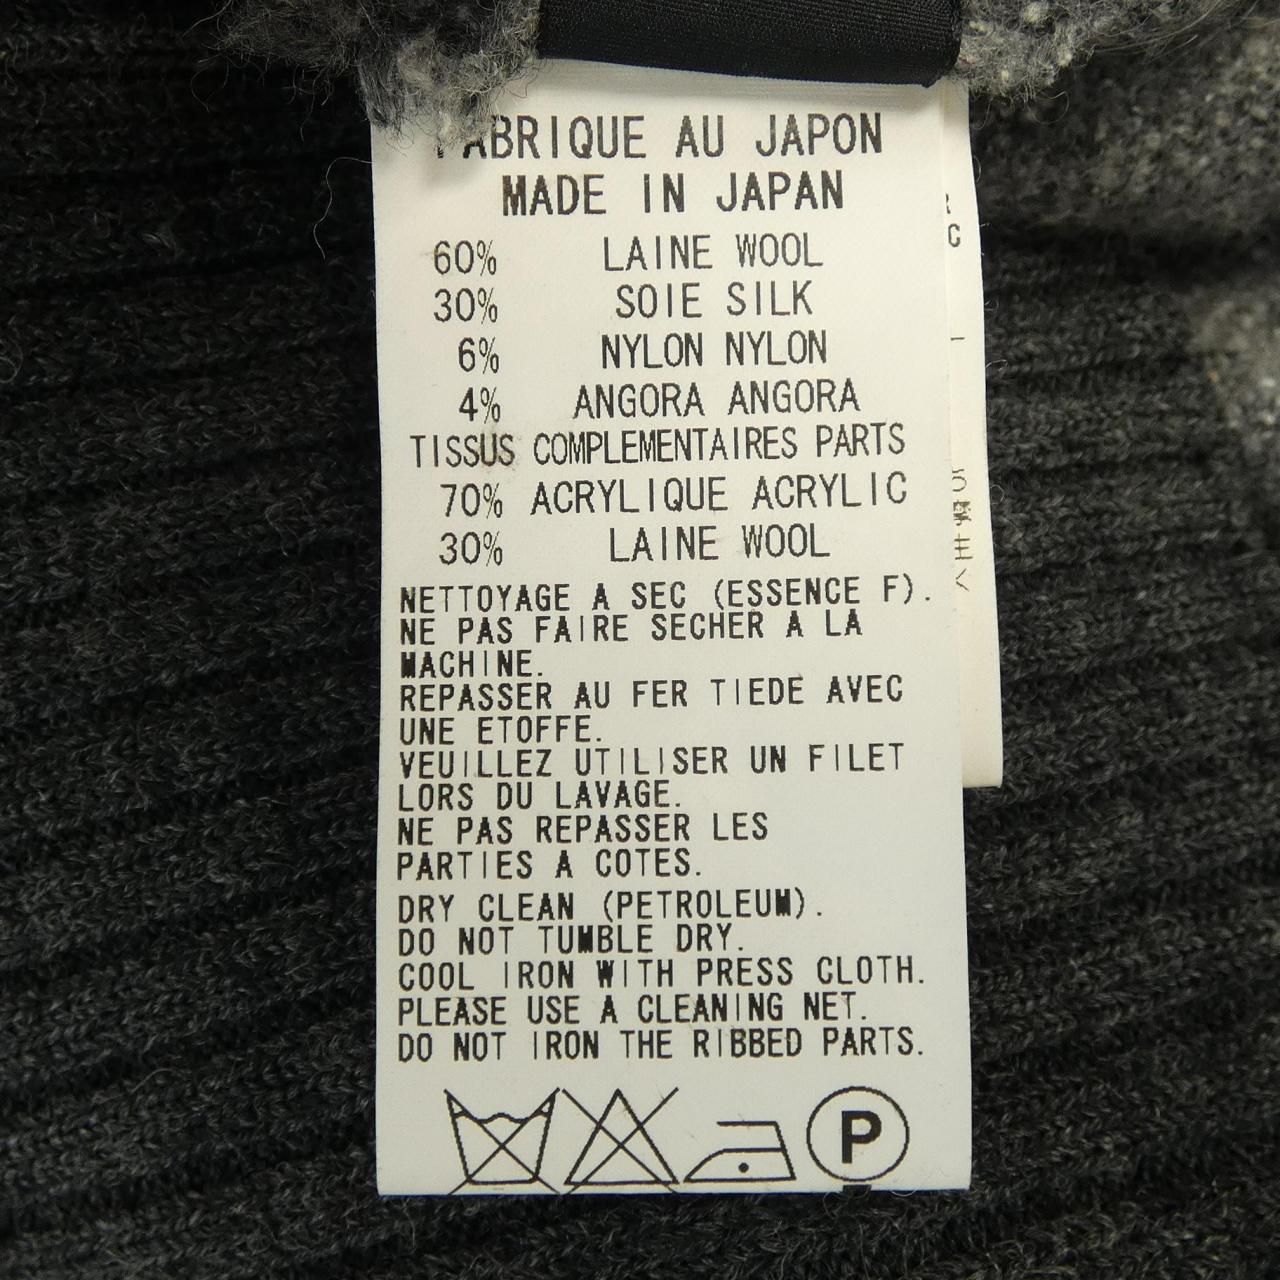 FABRIQUE AU JAPON
MADE IN JAPAN
60% LAINE WOOL
30% SOIE SILK
6% NYLON NYLON
4% ANGORA ANGORA
TISSUS COMPLEMENTAIRES PARTS
70% ACRYLIQUE ACRYLIC
30% LAINE WOOL
NETTOYAGE A SEC (ESSENCE F).
NE PAS FAIRE SECHER A LA
MACHINE.
REPASSER AU FER TIEDE AVEC
UNE ETOFFE.
VEUILLEZ UTILISER UN FILET
LORS DU LAVAGE.
NE PAS REPASSER LES
PARTIES A COTES.
DRY CLEAN (PETROLEUM).
DO NOT TUMBLE DRY.
COOL IRON WITH PRESS CLOTH.
PLEASE USE A CLEANING NET.
DO NOT IRON THE RIBBED PARTS.
P